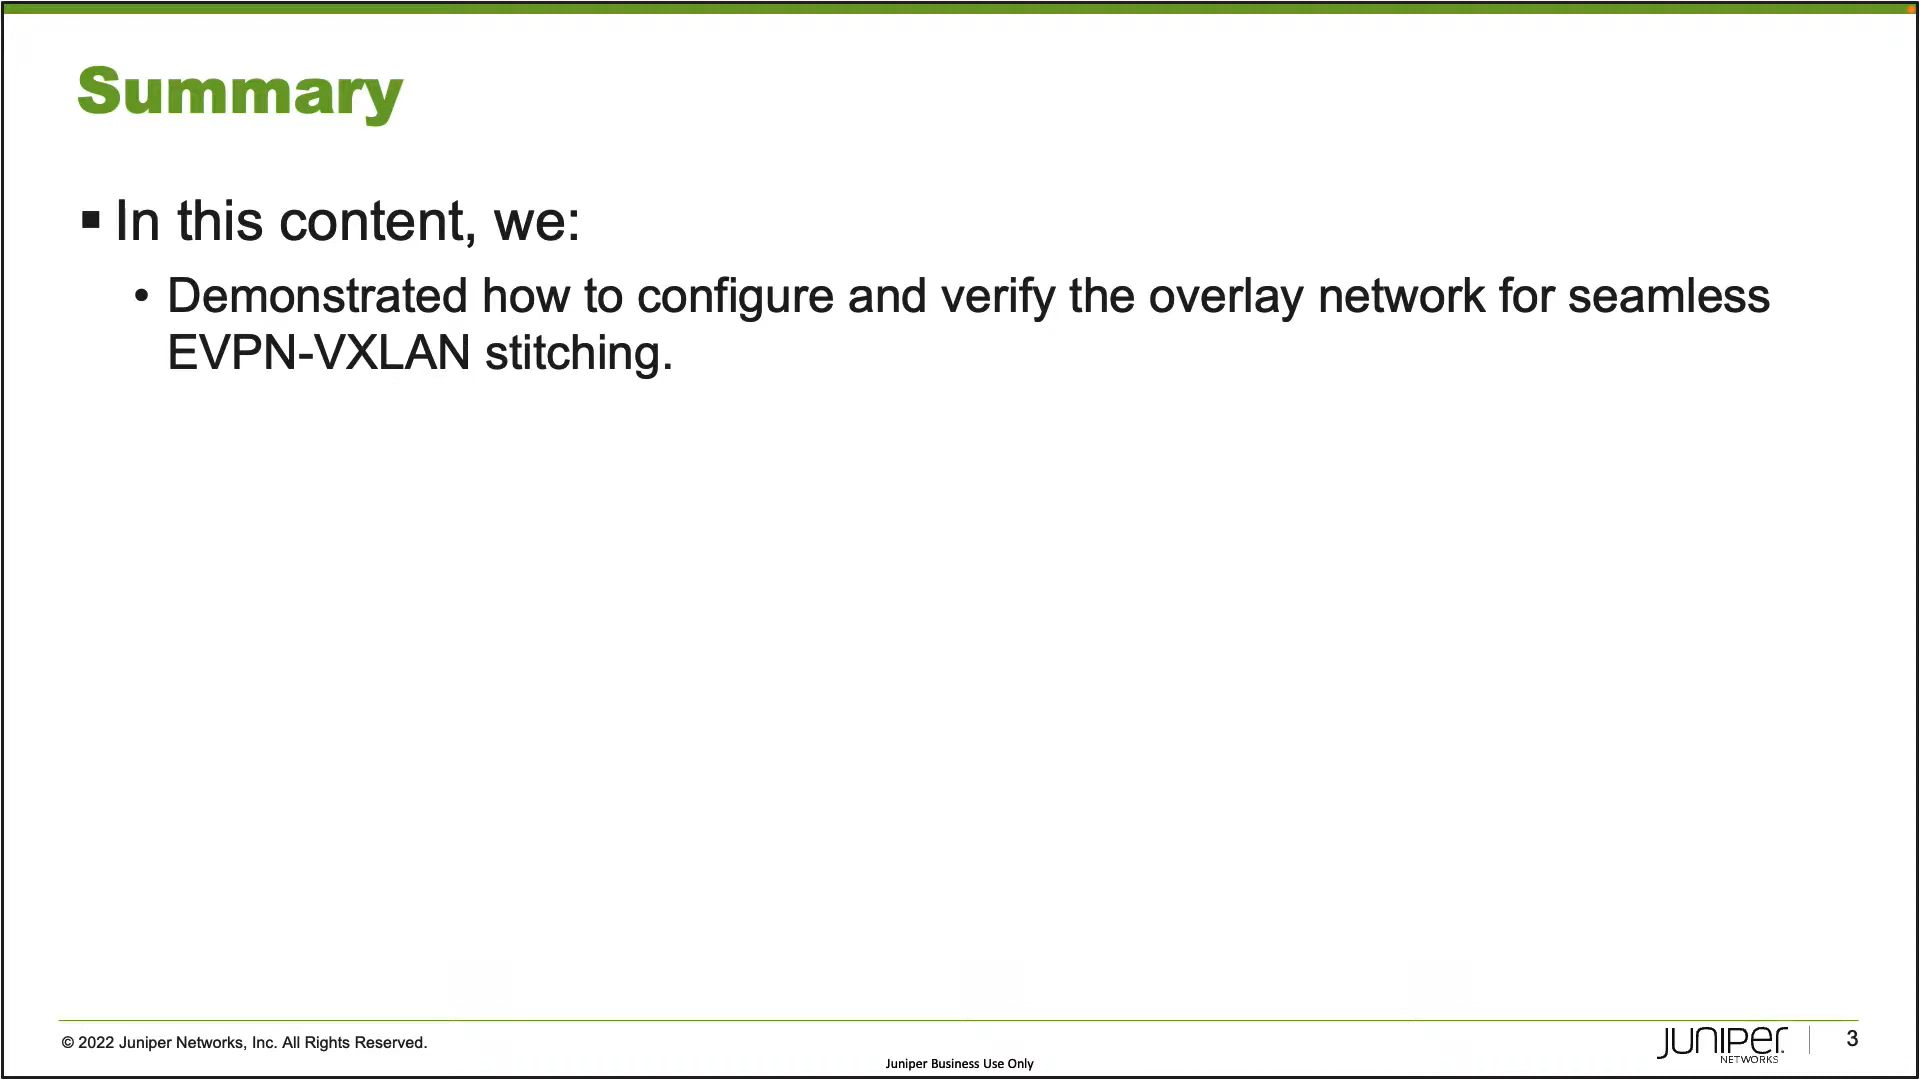 Summary
▪ In this content, we:
• Demonstrated how to configure and verify the overlay network for seamless
EVPN-VXLAN stitching.
© 2022 Juniper Networks, Inc. All Rights Reserved.
Juniper Business Use Only
JUNIPER
NETWORKS
3